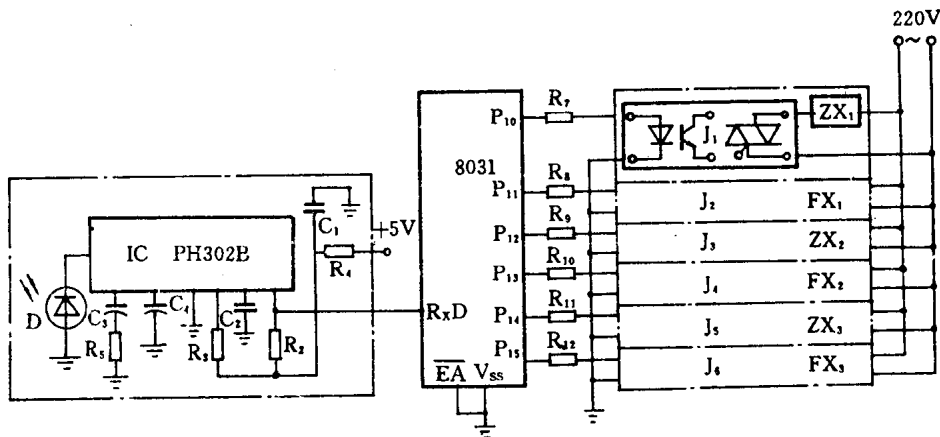 220V
~
P₁₀ R₇ J₁ ZX₁
8031
P₁₁ R₈ J₂ FX₁
P₁₂ R₉ J₃ ZX₂
P₁₃ R₁₀ J₄ FX₂
P₁₄ R₁₁ J₅ ZX₃
P₁₅ R₁₂ J₆ FX₃
C₁
+5V
R₄
IC PH302B
D
C₃ C₄ C₂
R₅ R₃ R₂
RₓD
EA Vss